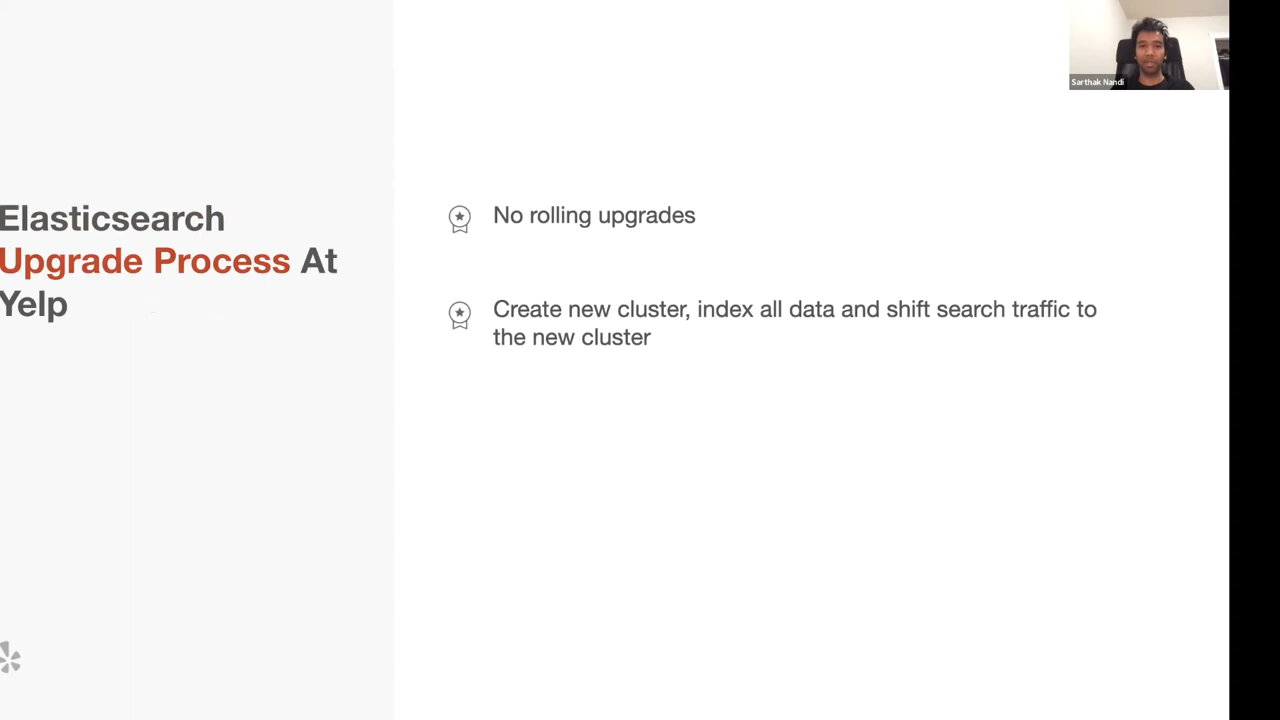 Elasticsearch
Upgrade Process At
Yelp
No rolling upgrades
Create new cluster, index all data and shift search traffic to
the new cluster
Sarthak Nandi